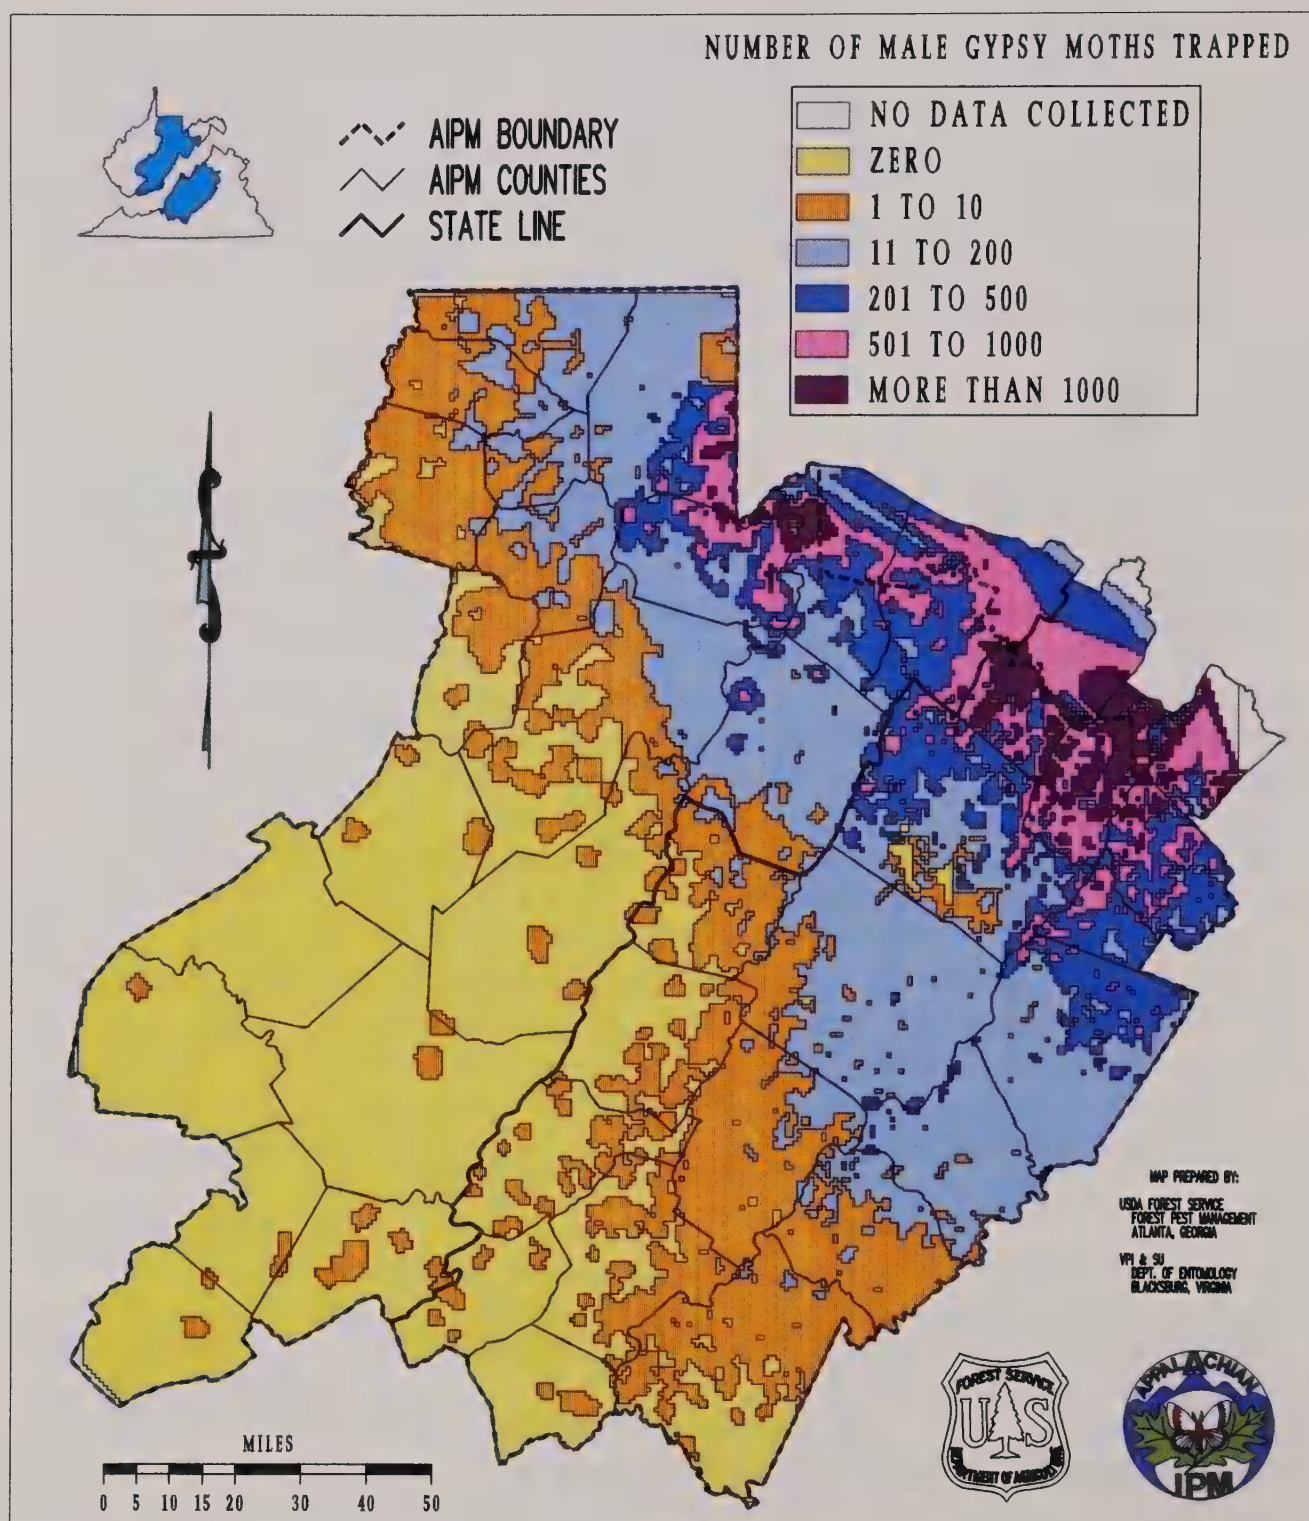 NUMBER OF MALE GYPSY MOTHS TRAPPED
NO DATA COLLECTED
ZERO
1 TO 10
11 TO 200
201 TO 500
501 TO 1000
MORE THAN 1000
AIPM BOUNDARY
AIPM COUNTIES
STATE LINE
MAP PREPARED BY:
USDA FOREST SERVICE
FOREST PEST MANAGEMENT
ATLANTA, GEORGIA
VPI & SU
DEPT. OF ENTOMOLOGY
BLACKSBURG, VIRGINIA
MILES
0 5 10 15 20 30 40 50
FOREST SERVICE
U S
DEPARTMENT OF AGRICULTURE
APPALACHIAN
IPM